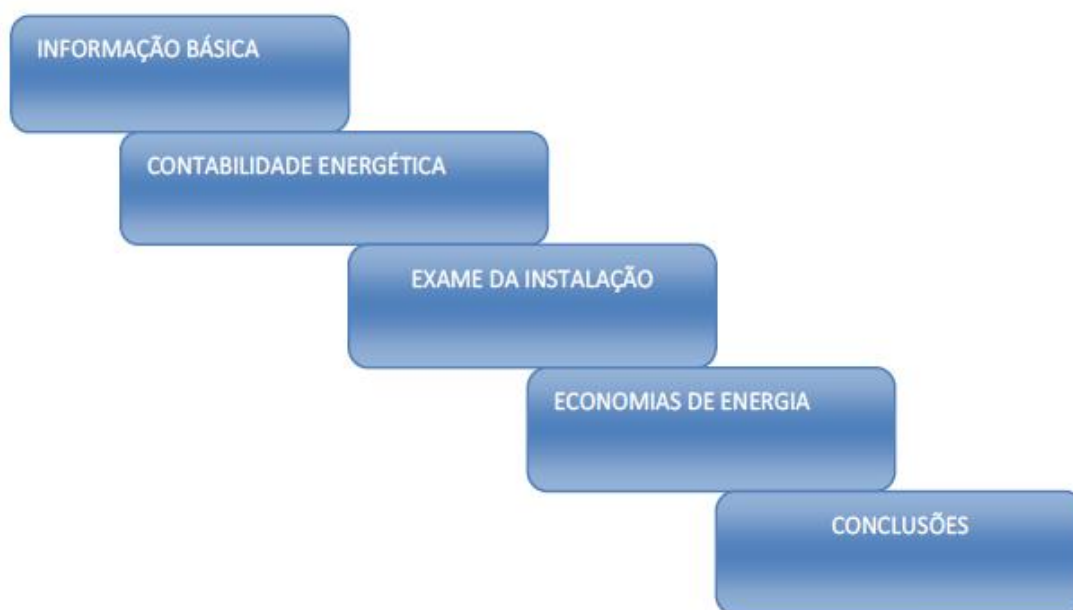 INFORMAÇÃO BÁSICA
CONTABILIDADE ENERGÉTICA
EXAME DA INSTALAÇÃO
ECONOMIAS DE ENERGIA
CONCLUSÕES